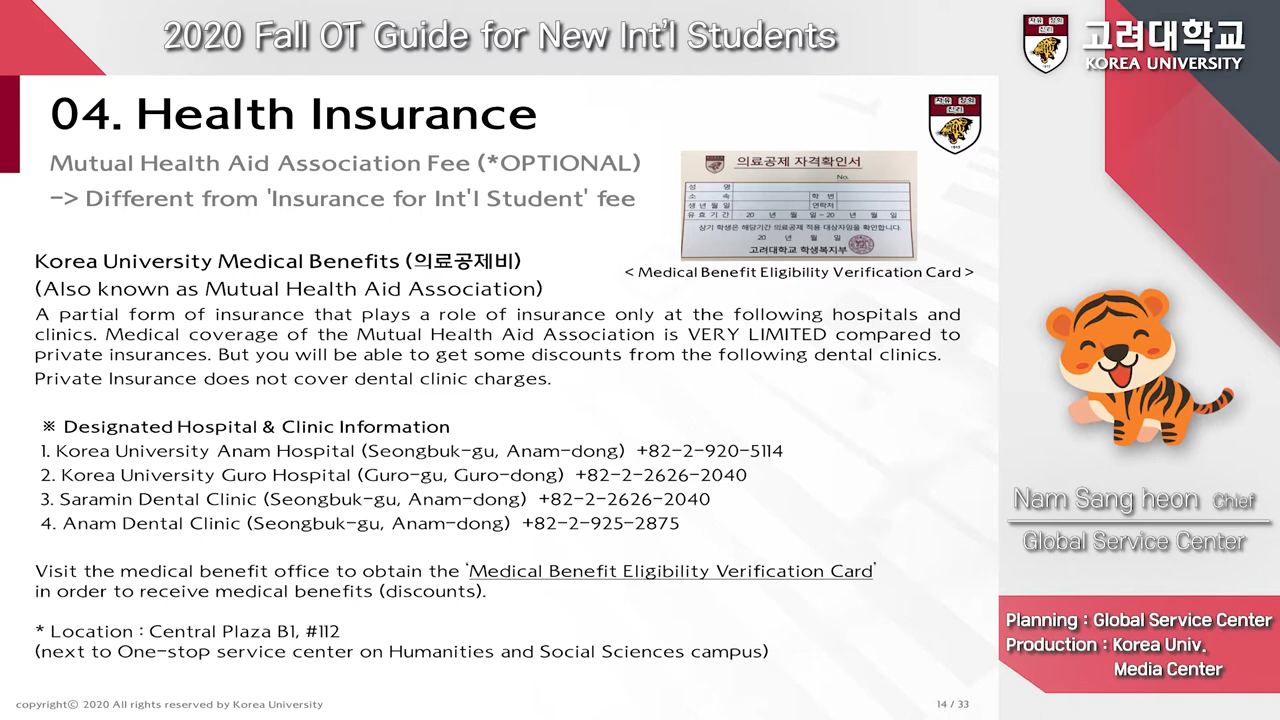 2020 Fall OT Guide for New Int'l Students
고려대학교
KOREA UNIVERSITY
04. Health Insurance
Mutual Health Aid Association Fee (*OPTIONAL)
-> Different from 'Insurance for Int'l Student' fee
의료공제 자격확인서
No.
성 명
소 속 학 번
생 년 월 일 연락처
유 효 기 간 20 년 월 일 ~ 20 년 월 일
상기 학생은 해당기간 의료공제 적용 대상자임을 확인합니다.
20 년 월 일
고려대학교 학생복지부
< Medical Benefit Eligibility Verification Card >
Korea University Medical Benefits (의료공제비)
(Also known as Mutual Health Aid Association)
A partial form of insurance that plays a role of insurance only at the following hospitals and
clinics. Medical coverage of the Mutual Health Aid Association is VERY LIMITED compared to
private insurances. But you will be able to get some discounts from the following dental clinics.
Private Insurance does not cover dental clinic charges.
※ Designated Hospital & Clinic Information
1. Korea University Anam Hospital (Seongbuk-gu, Anam-dong) +82-2-920-5114
2. Korea University Guro Hospital (Guro-gu, Guro-dong) +82-2-2626-2040
3. Saramin Dental Clinic (Seongbuk-gu, Anam-dong) +82-2-2626-2040
4. Anam Dental Clinic (Seongbuk-gu, Anam-dong) +82-2-925-2875
Visit the medical benefit office to obtain the 'Medical Benefit Eligibility Verification Card'
in order to receive medical benefits (discounts).
* Location : Central Plaza B1, #112
(next to One-stop service center on Humanities and Social Sciences campus)
Nam Sang heon Chief
Global Service Center
Planning : Global Service Center
Production : Korea Univ.
Media Center
copyrightⓒ 2020 All rights reserved by Korea University
14 / 33